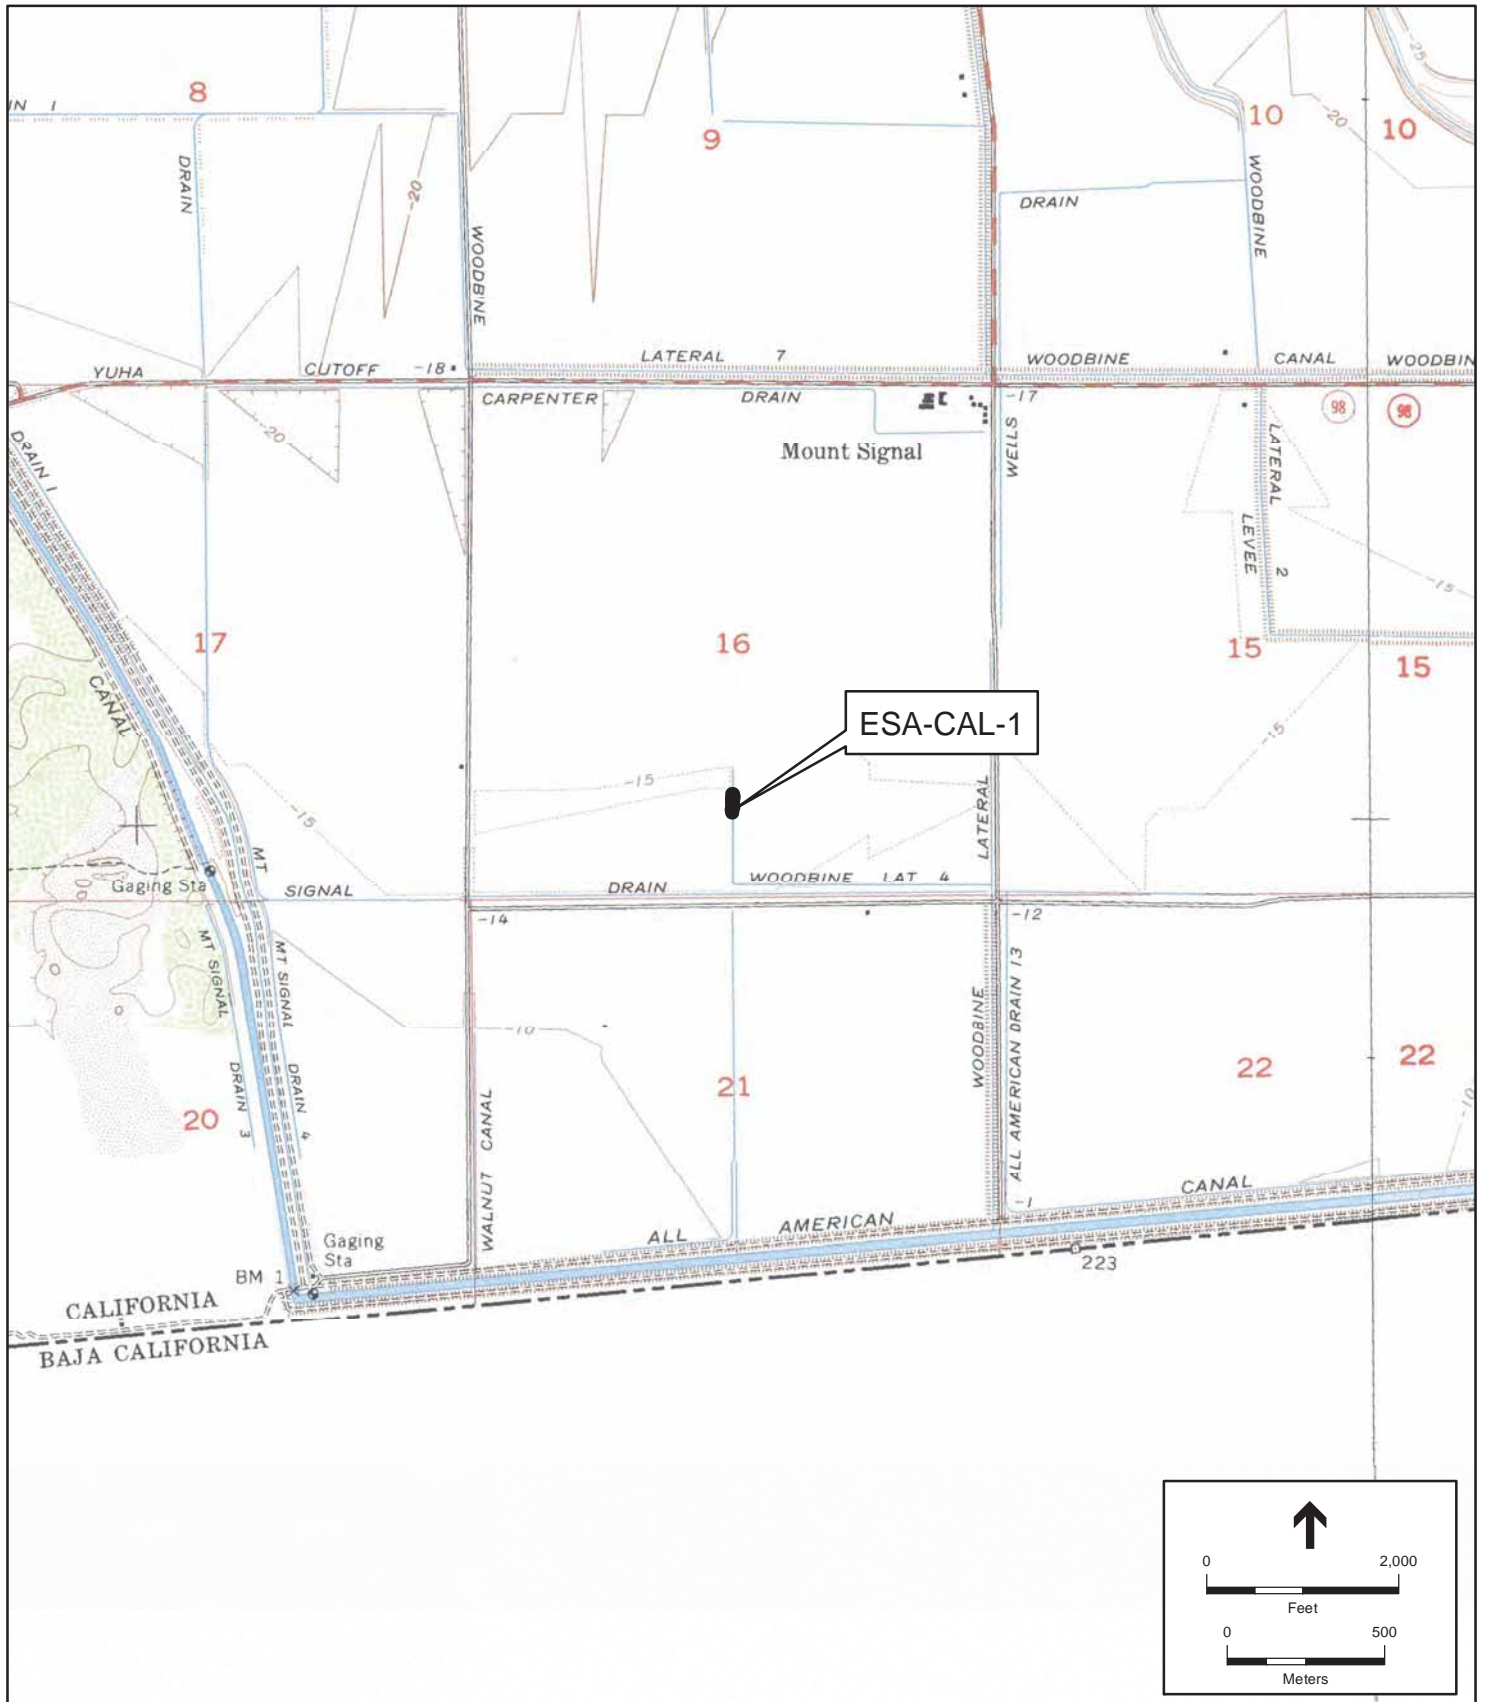 IN 1
8
9
10
10
-25
-20
DRAIN
-20
WOODBINE
DRAIN
WOODBINE
YUHA CUTOFF -18
LATERAL 7
WOODBINE CANAL WOODBIN
CARPENTER DRAIN
-17
98
98
-20
Mount Signal
WELLS
LATERAL 2
LEVEE
DRAIN 1
-15
17
16
15
15
CANAL
ESA-CAL-1
-15
-15
-15
LATERAL
MT SIGNAL DRAIN
Gaging Sta
WOODBINE LAT 4
-14
-12
MT SIGNAL DRAIN 3
MT SIGNAL DRAIN 4
-10
WOODBINE
ALL AMERICAN DRAIN 13
20
21
22
22
-10
WALNUT CANAL
ALL AMERICAN CANAL
-1
Gaging
Sta
BM 1
223
CALIFORNIA
BAJA CALIFORNIA
0 2,000
Feet
0 500
Meters